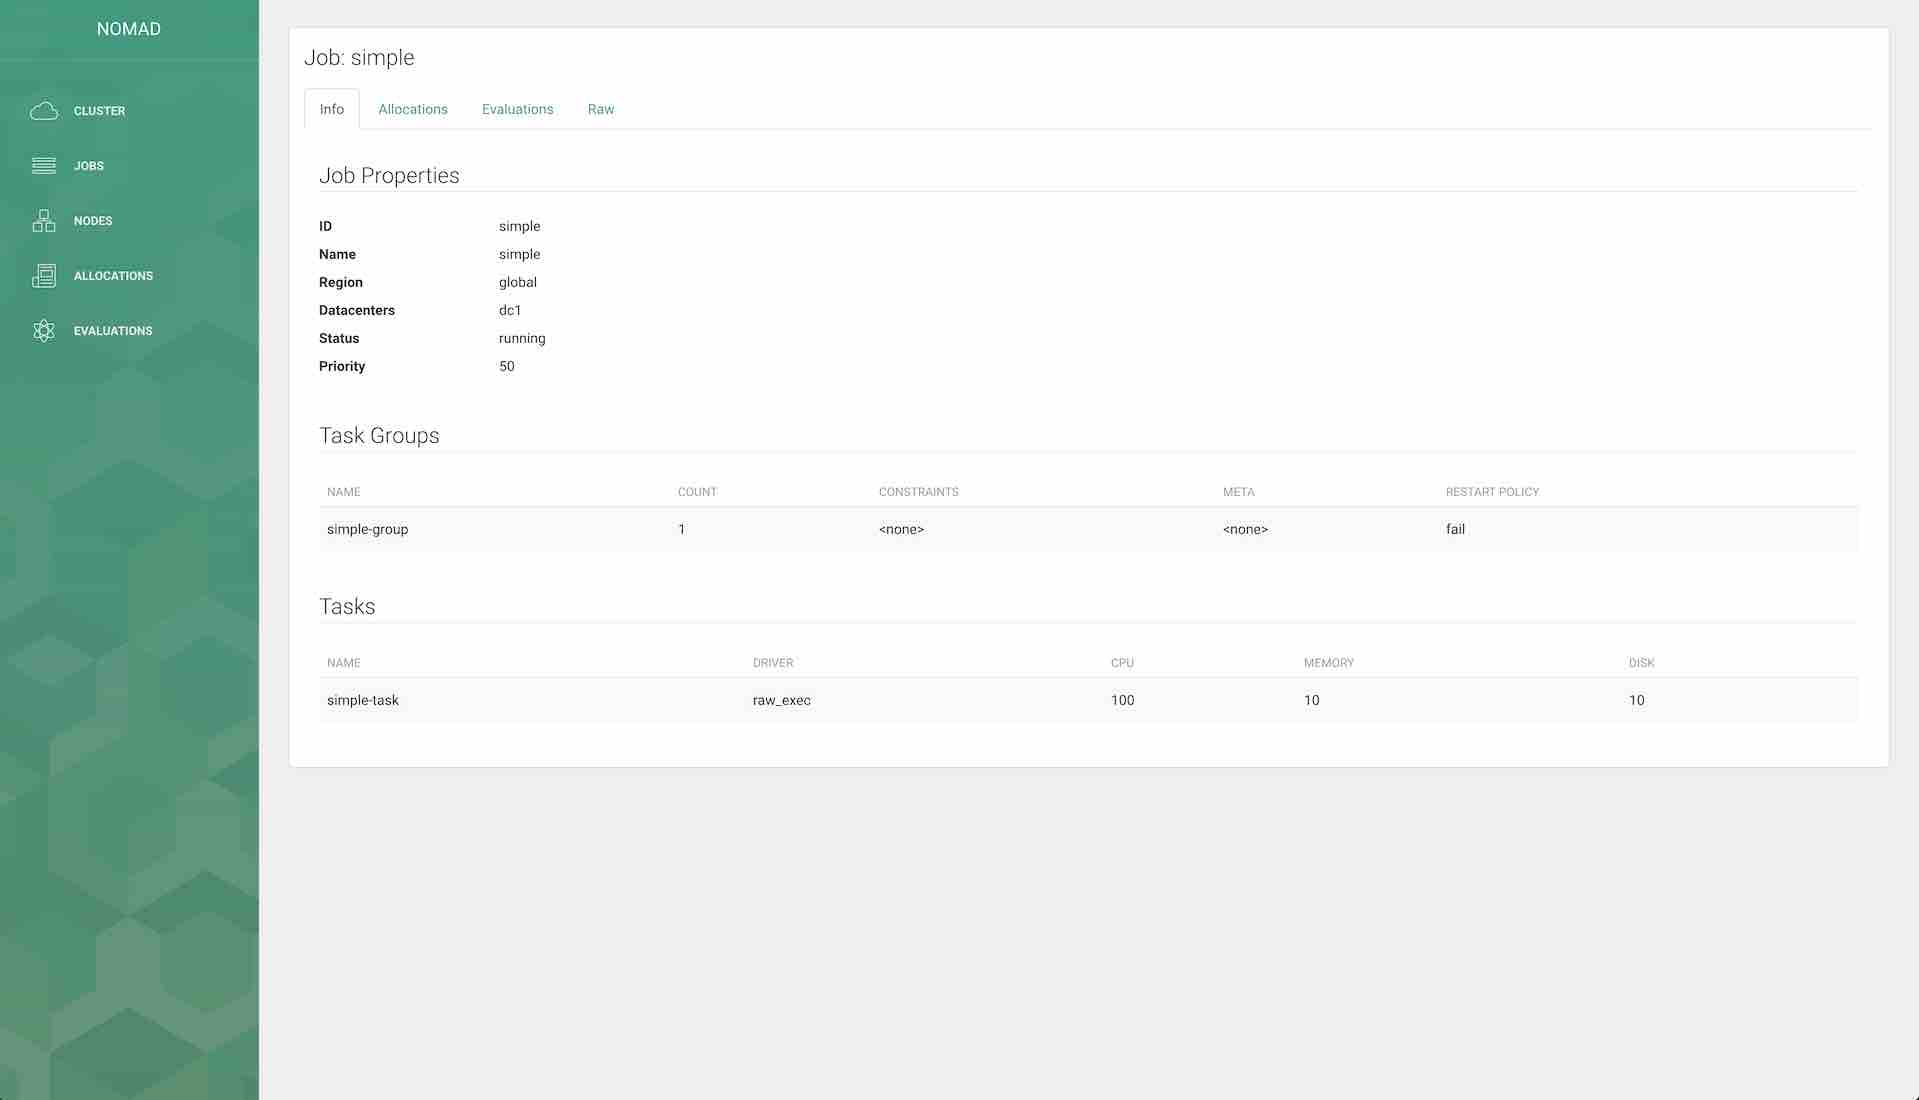 NOMAD
CLUSTER
JOBS
NODES
ALLOCATIONS
EVALUATIONS
Job: simple
Info Allocations Evaluations Raw
Job Properties
ID simple
Name simple
Region global
Datacenters dc1
Status running
Priority 50
Task Groups
NAME COUNT CONSTRAINTS META RESTART POLICY
simple-group 1 <none> <none> fail
Tasks
NAME DRIVER CPU MEMORY DISK
simple-task raw_exec 100 10 10